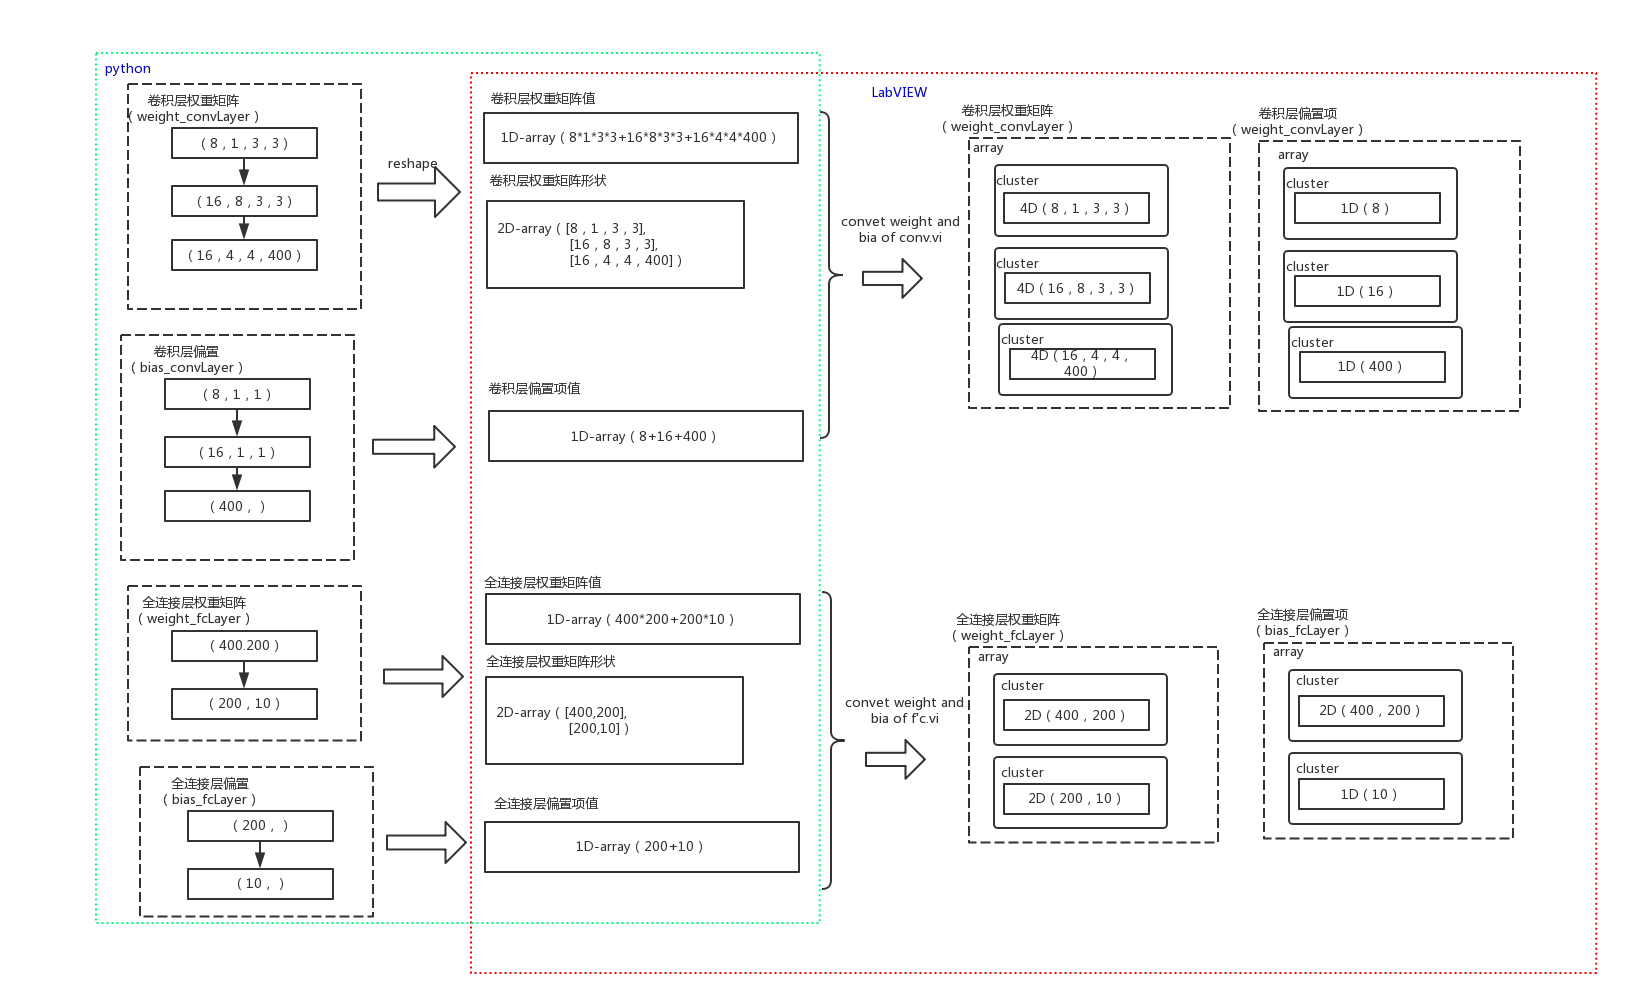 python
卷积层权重矩阵
( weight_convLayer )
( 8 , 1 , 3 , 3 )
( 16 , 8 , 3 , 3 )
( 16 , 4 , 4 , 400 )
reshape
卷积层偏置
( bias_convLayer )
( 8 , 1 , 1 )
( 16 , 1 , 1 )
( 400 , )
全连接层权重矩阵
( weight_fcLayer )
( 400.200 )
( 200 , 10 )
全连接层偏置
( bias_fcLayer )
( 200 , )
( 10 , )
卷积层权重矩阵值
1D-array ( 8*1*3*3+16*8*3*3+16*4*4*400 )
卷积层权重矩阵形状
2D-array ( [8 , 1 , 3 , 3],
[16 , 8 , 3 , 3],
[16 , 4 , 4 , 400] )
卷积层偏置项值
1D-array ( 8+16+400 )
全连接层权重矩阵值
1D-array ( 400*200+200*10 )
全连接层权重矩阵形状
2D-array ( [400,200],
[200,10] )
全连接层偏置项值
1D-array ( 200+10 )
LabVIEW
convet weight and
bia of conv.vi
卷积层权重矩阵
( weight_convLayer )
array
cluster
4D ( 8 , 1 , 3 , 3 )
cluster
4D ( 16 , 8 , 3 , 3 )
cluster
4D ( 16 , 4 , 4 ,
400 )
卷积层偏置项
( weight_convLayer )
array
cluster
1D ( 8 )
cluster
1D ( 16 )
cluster
1D ( 400 )
convet weight and
bia of f'c.vi
全连接层权重矩阵
( weight_fcLayer )
array
cluster
2D ( 400 , 200 )
cluster
2D ( 200 , 10 )
全连接层偏置项
( bias_fcLayer )
array
cluster
2D ( 400 , 200 )
cluster
1D ( 10 )